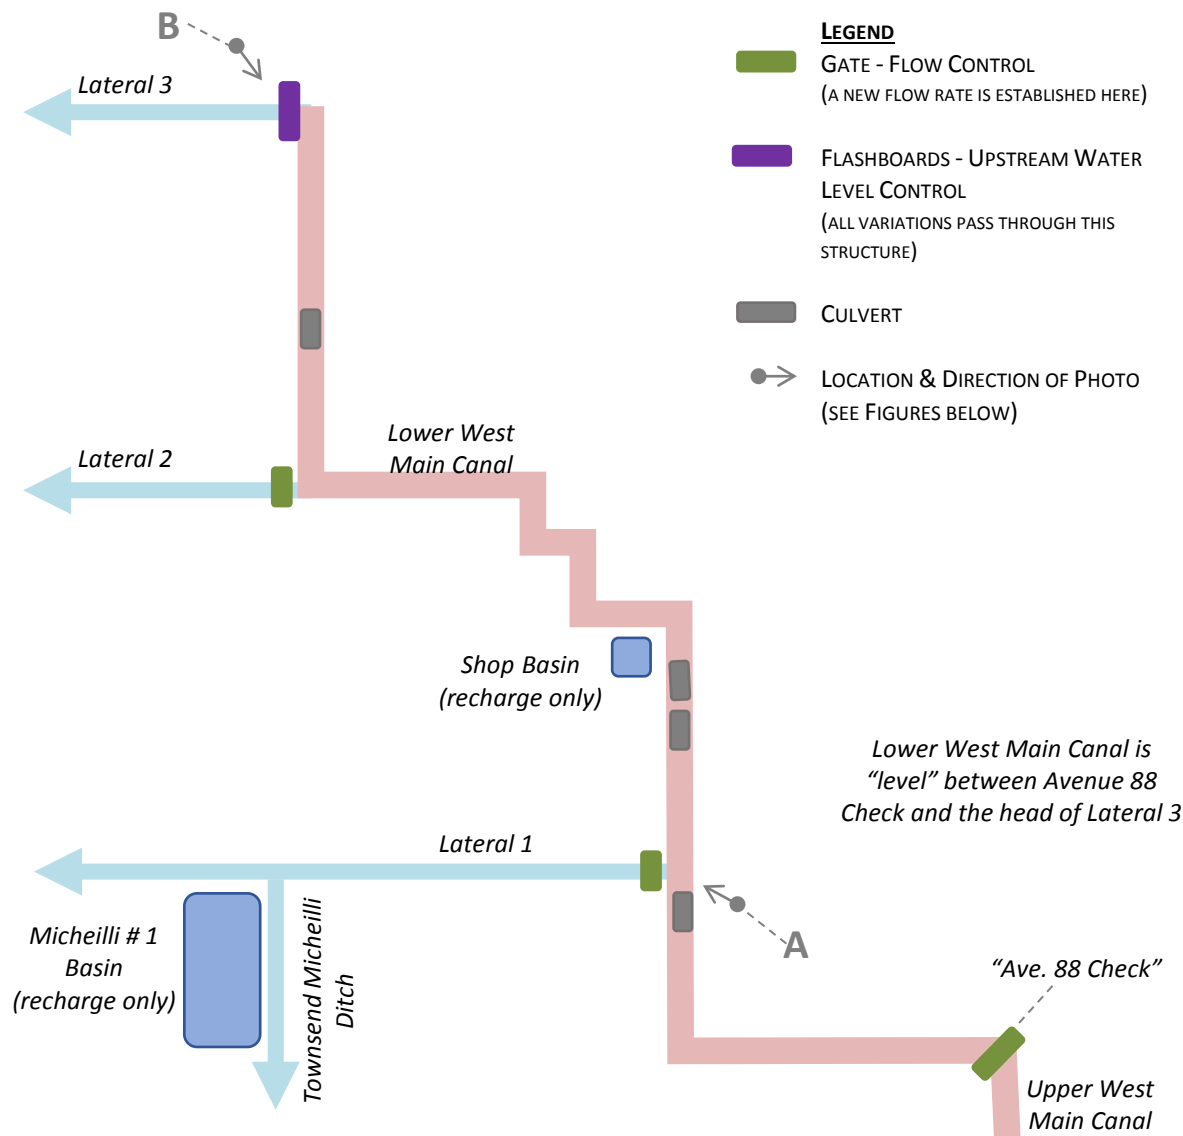 B
Lateral 3
LEGEND
GATE - FLOW CONTROL
(A NEW FLOW RATE IS ESTABLISHED HERE)
FLASHBOARDS - UPSTREAM WATER
LEVEL CONTROL
(ALL VARIATIONS PASS THROUGH THIS
STRUCTURE)
CULVERT
LOCATION & DIRECTION OF PHOTO
(SEE FIGURES BELOW)
Lower West
Main Canal
Lateral 2
Shop Basin
(recharge only)
Lower West Main Canal is
“level” between Avenue 88
Check and the head of Lateral 3
Lateral 1
Micheilli # 1
Basin
(recharge only)
Townsend Micheilli
Ditch
A
“Ave. 88 Check”
Upper West
Main Canal